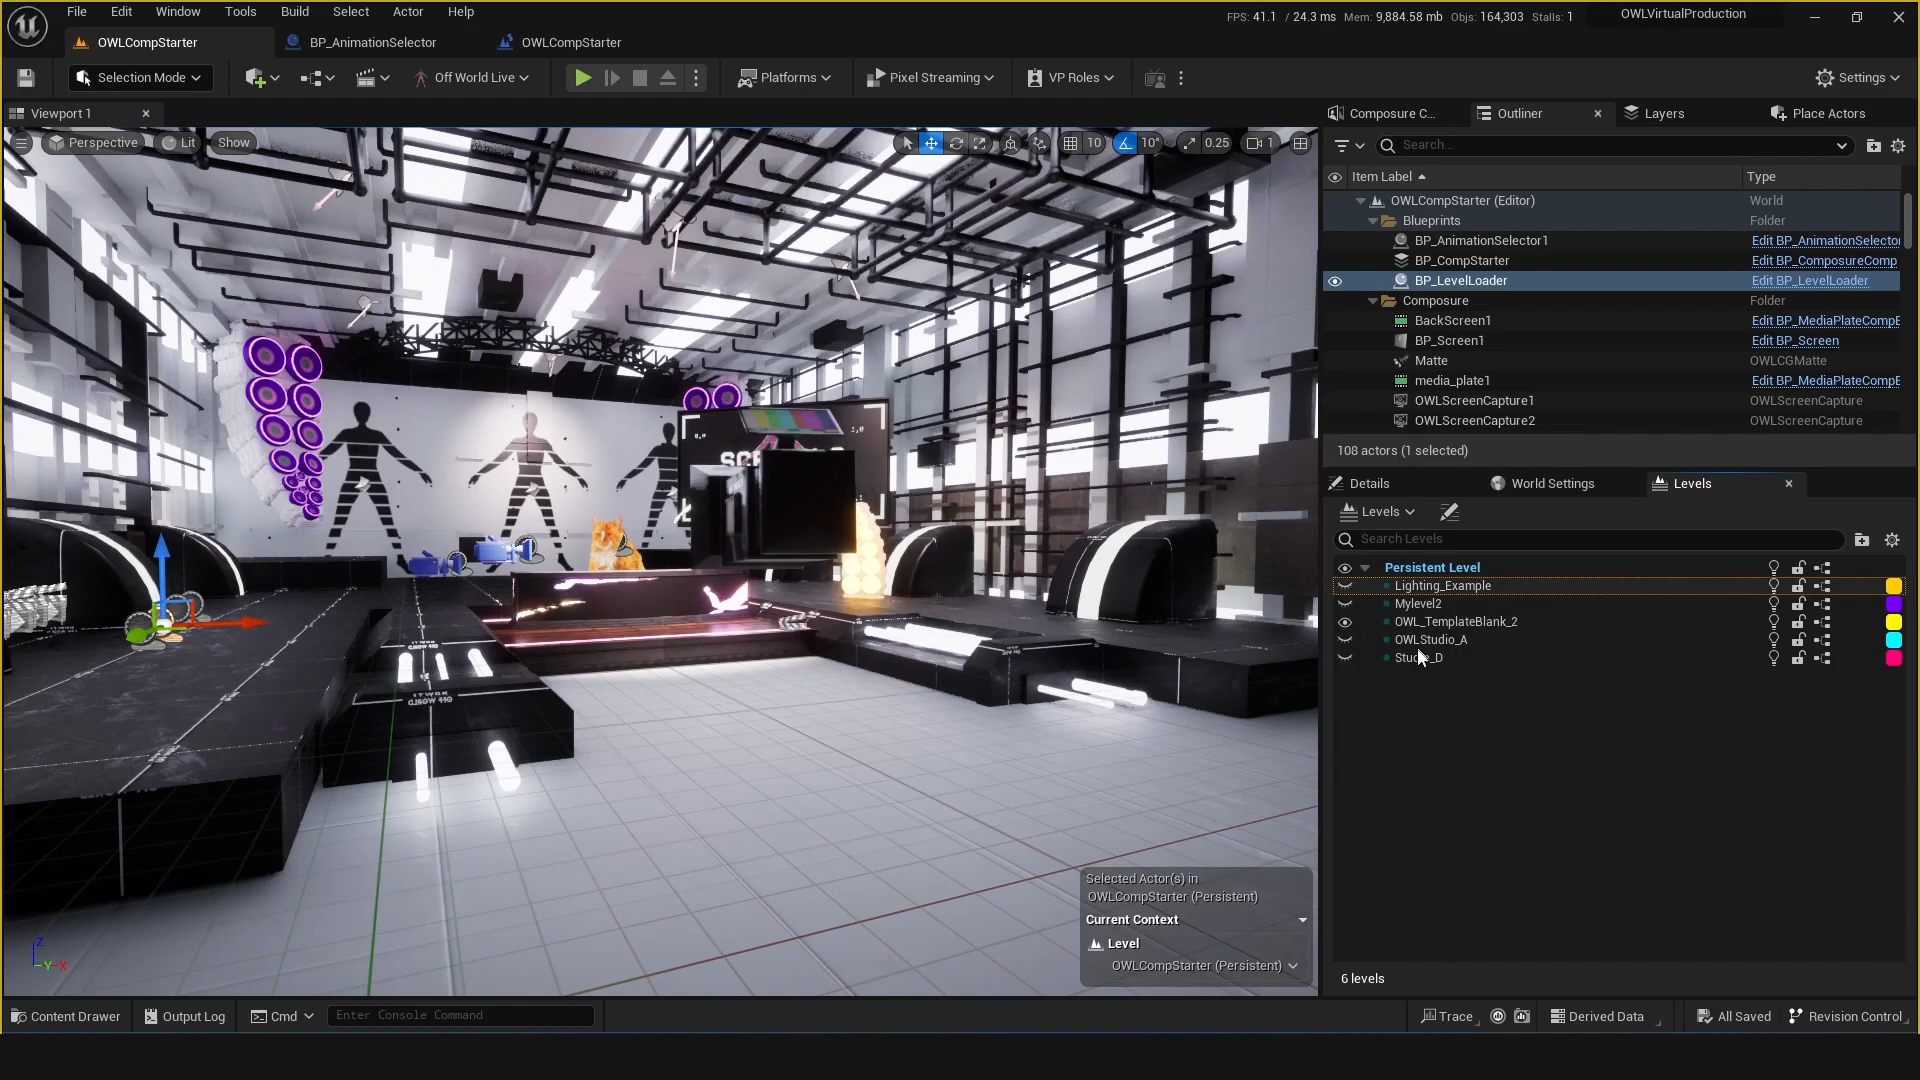 File Edit Window Tools Build Select Actor Help
FPS: 41.1 / 24.3 ms Mem: 9,884.58 mb Objs: 164,303 Stalls: 1
OWLVirtualProduction
OWLCompStarter BP_AnimationSelector OWLCompStarter
Selection Mode Off World Live Platforms Pixel Streaming VP Roles Settings
Viewport 1
Perspective Lit Show 10 10° 0.25 1
Composure C... Outliner Layers Place Actors
Search...
Item Label Type
OWLCompStarter (Editor) World
Blueprints Folder
BP_AnimationSelector1 Edit BP_AnimationSelector
BP_CompStarter Edit BP_ComposureComp
BP_LevelLoader Edit BP_LevelLoader
Composure Folder
BackScreen1 Edit BP_MediaPlateCompE
BP_Screen1 Edit BP_Screen
Matte OWLCGMatte
media_plate1 Edit BP_MediaPlateCompE
OWLScreenCapture1 OWLScreenCapture
OWLScreenCapture2 OWLScreenCapture
108 actors (1 selected)
Details World Settings Levels
Levels
Search Levels
Persistent Level
Lighting_Example
Mylevel2
OWL_TemplateBlank_2
OWLStudio_A
Studio_D
6 levels
Selected Actor(s) in
OWLCompStarter (Persistent)
Current Context
Level
OWLCompStarter (Persistent)
Z
Y X
Content Drawer Output Log Cmd Enter Console Command Trace Derived Data All Saved Revision Control